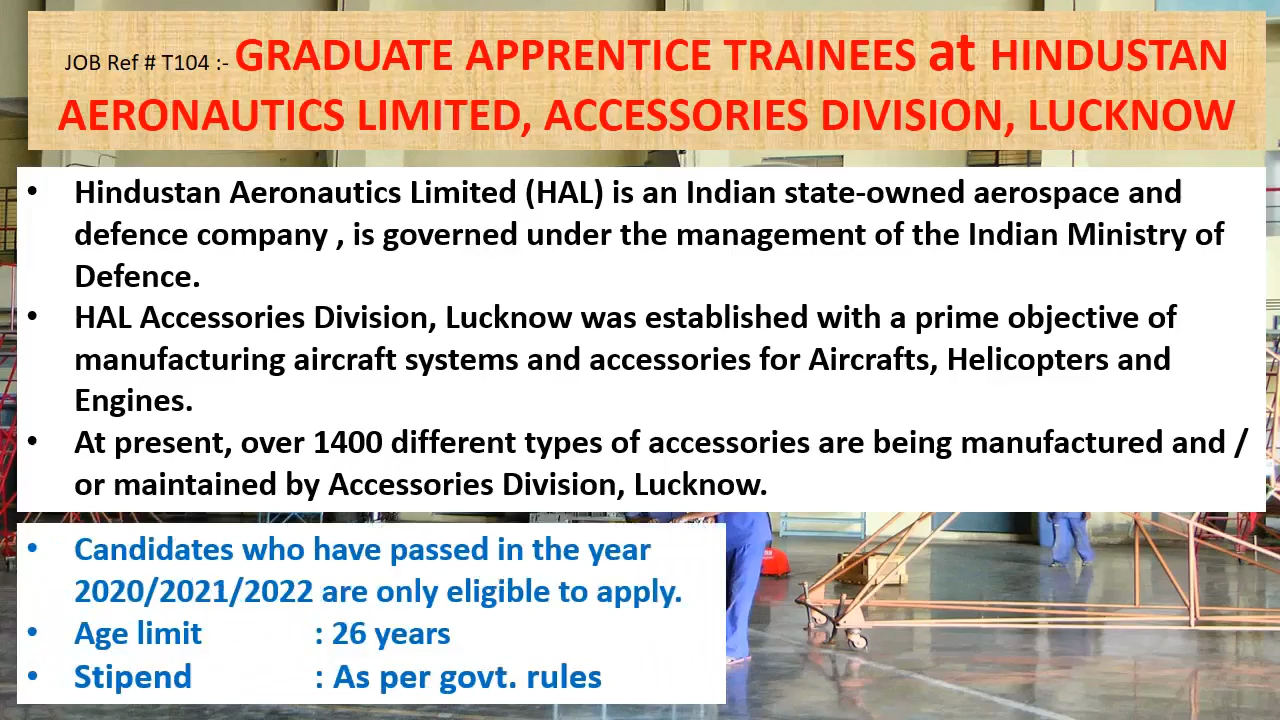 JOB Ref # T104 :- GRADUATE APPRENTICE TRAINEES at HINDUSTAN
AERONAUTICS LIMITED, ACCESSORIES DIVISION, LUCKNOW
• Hindustan Aeronautics Limited (HAL) is an Indian state-owned aerospace and
defence company , is governed under the management of the Indian Ministry of
Defence.
• HAL Accessories Division, Lucknow was established with a prime objective of
manufacturing aircraft systems and accessories for Aircrafts, Helicopters and
Engines.
• At present, over 1400 different types of accessories are being manufactured and /
or maintained by Accessories Division, Lucknow.
• Candidates who have passed in the year
2020/2021/2022 are only eligible to apply.
• Age limit : 26 years
• Stipend : As per govt. rules